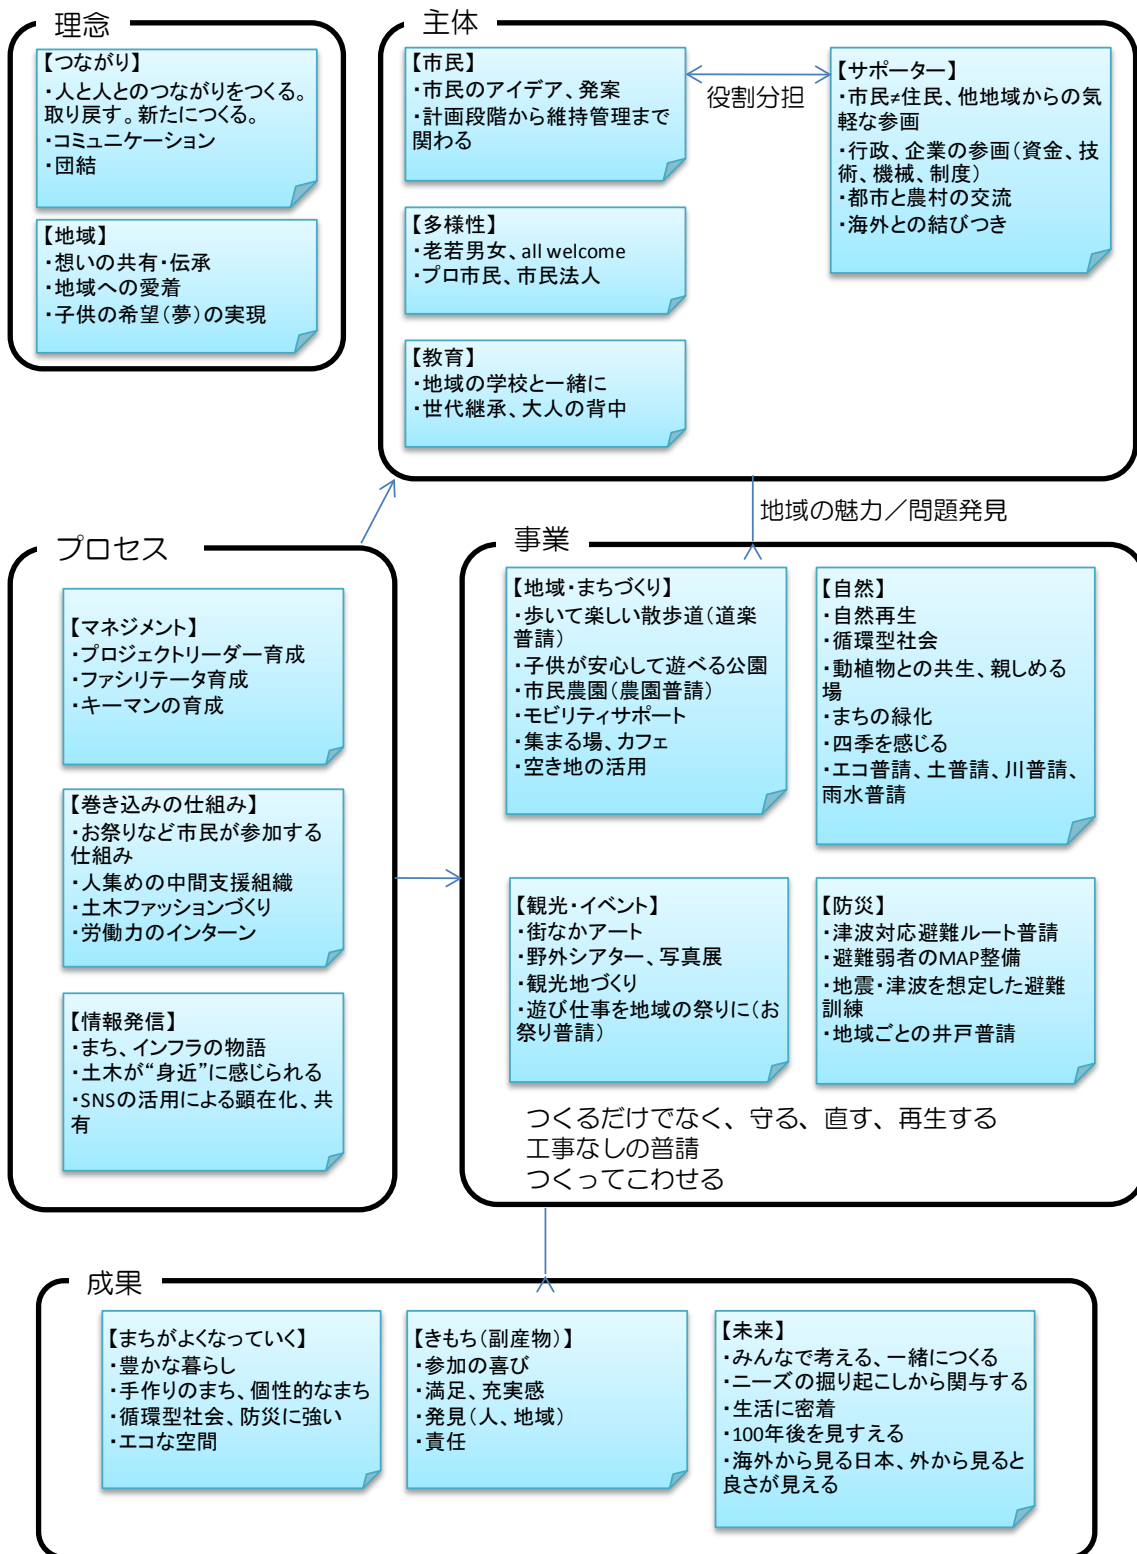 理念
【つながり】
・人と人とのつながりをつくる。
取り戻す。新たにつくる。
・コミュニケーション
・団結
【地域】
・想いの共有・伝承
・地域への愛着
・子供の希望(夢)の実現
主体
【市民】
・市民のアイデア、発案
・計画段階から維持管理まで
関わる
役割分担
【サポーター】
・市民≠住民、他地域からの気
軽な参画
・行政、企業の参画(資金、技
術、機械、制度)
・都市と農村の交流
・海外との結びつき
【多様性】
・老若男女、all welcome
・プロ市民、市民法人
【教育】
・地域の学校と一緒に
・世代継承、大人の背中
地域の魅力／問題発見
プロセス
【マネジメント】
・プロジェクトリーダー育成
・ファシリテータ育成
・キーマンの育成
【巻き込みの仕組み】
・お祭りなど市民が参加する
仕組み
・人集めの中間支援組織
・土木ファッションづくり
・労働力のインターン
【情報発信】
・まち、インフラの物語
・土木が“身近”に感じられる
・SNSの活用による顕在化、共
有
事業
【地域・まちづくり】
・歩いて楽しい散歩道(道楽
普請)
・子供が安心して遊べる公園
・市民農園(農園普請)
・モビリティサポート
・集まる場、カフェ
・空き地の活用
【自然】
・自然再生
・循環型社会
・動植物との共生、親しめる
場
・まちの緑化
・四季を感じる
・エコ普請、土普請、川普請、
雨水普請
【観光・イベント】
・街なかアート
・野外シアター、写真展
・観光地づくり
・遊び仕事を地域の祭りに(お
祭り普請)
【防災】
・津波対応避難ルート普請
・避難弱者のMAP整備
・地震・津波を想定した避難
訓練
・地域ごとの井戸普請
つくるだけでなく、守る、直す、再生する
工事なしの普請
つくってこわせる
成果
【まちがよくなっていく】
・豊かな暮らし
・手作りのまち、個性的なまち
・循環型社会、防災に強い
・エコな空間
【きもち(副産物)】
・参加の喜び
・満足、充実感
・発見(人、地域)
・責任
【未来】
・みんなで考える、一緒につくる
・ニーズの掘り起こしから関与する
・生活に密着
・100年後を見すえる
・海外から見る日本、外から見ると
良さが見える